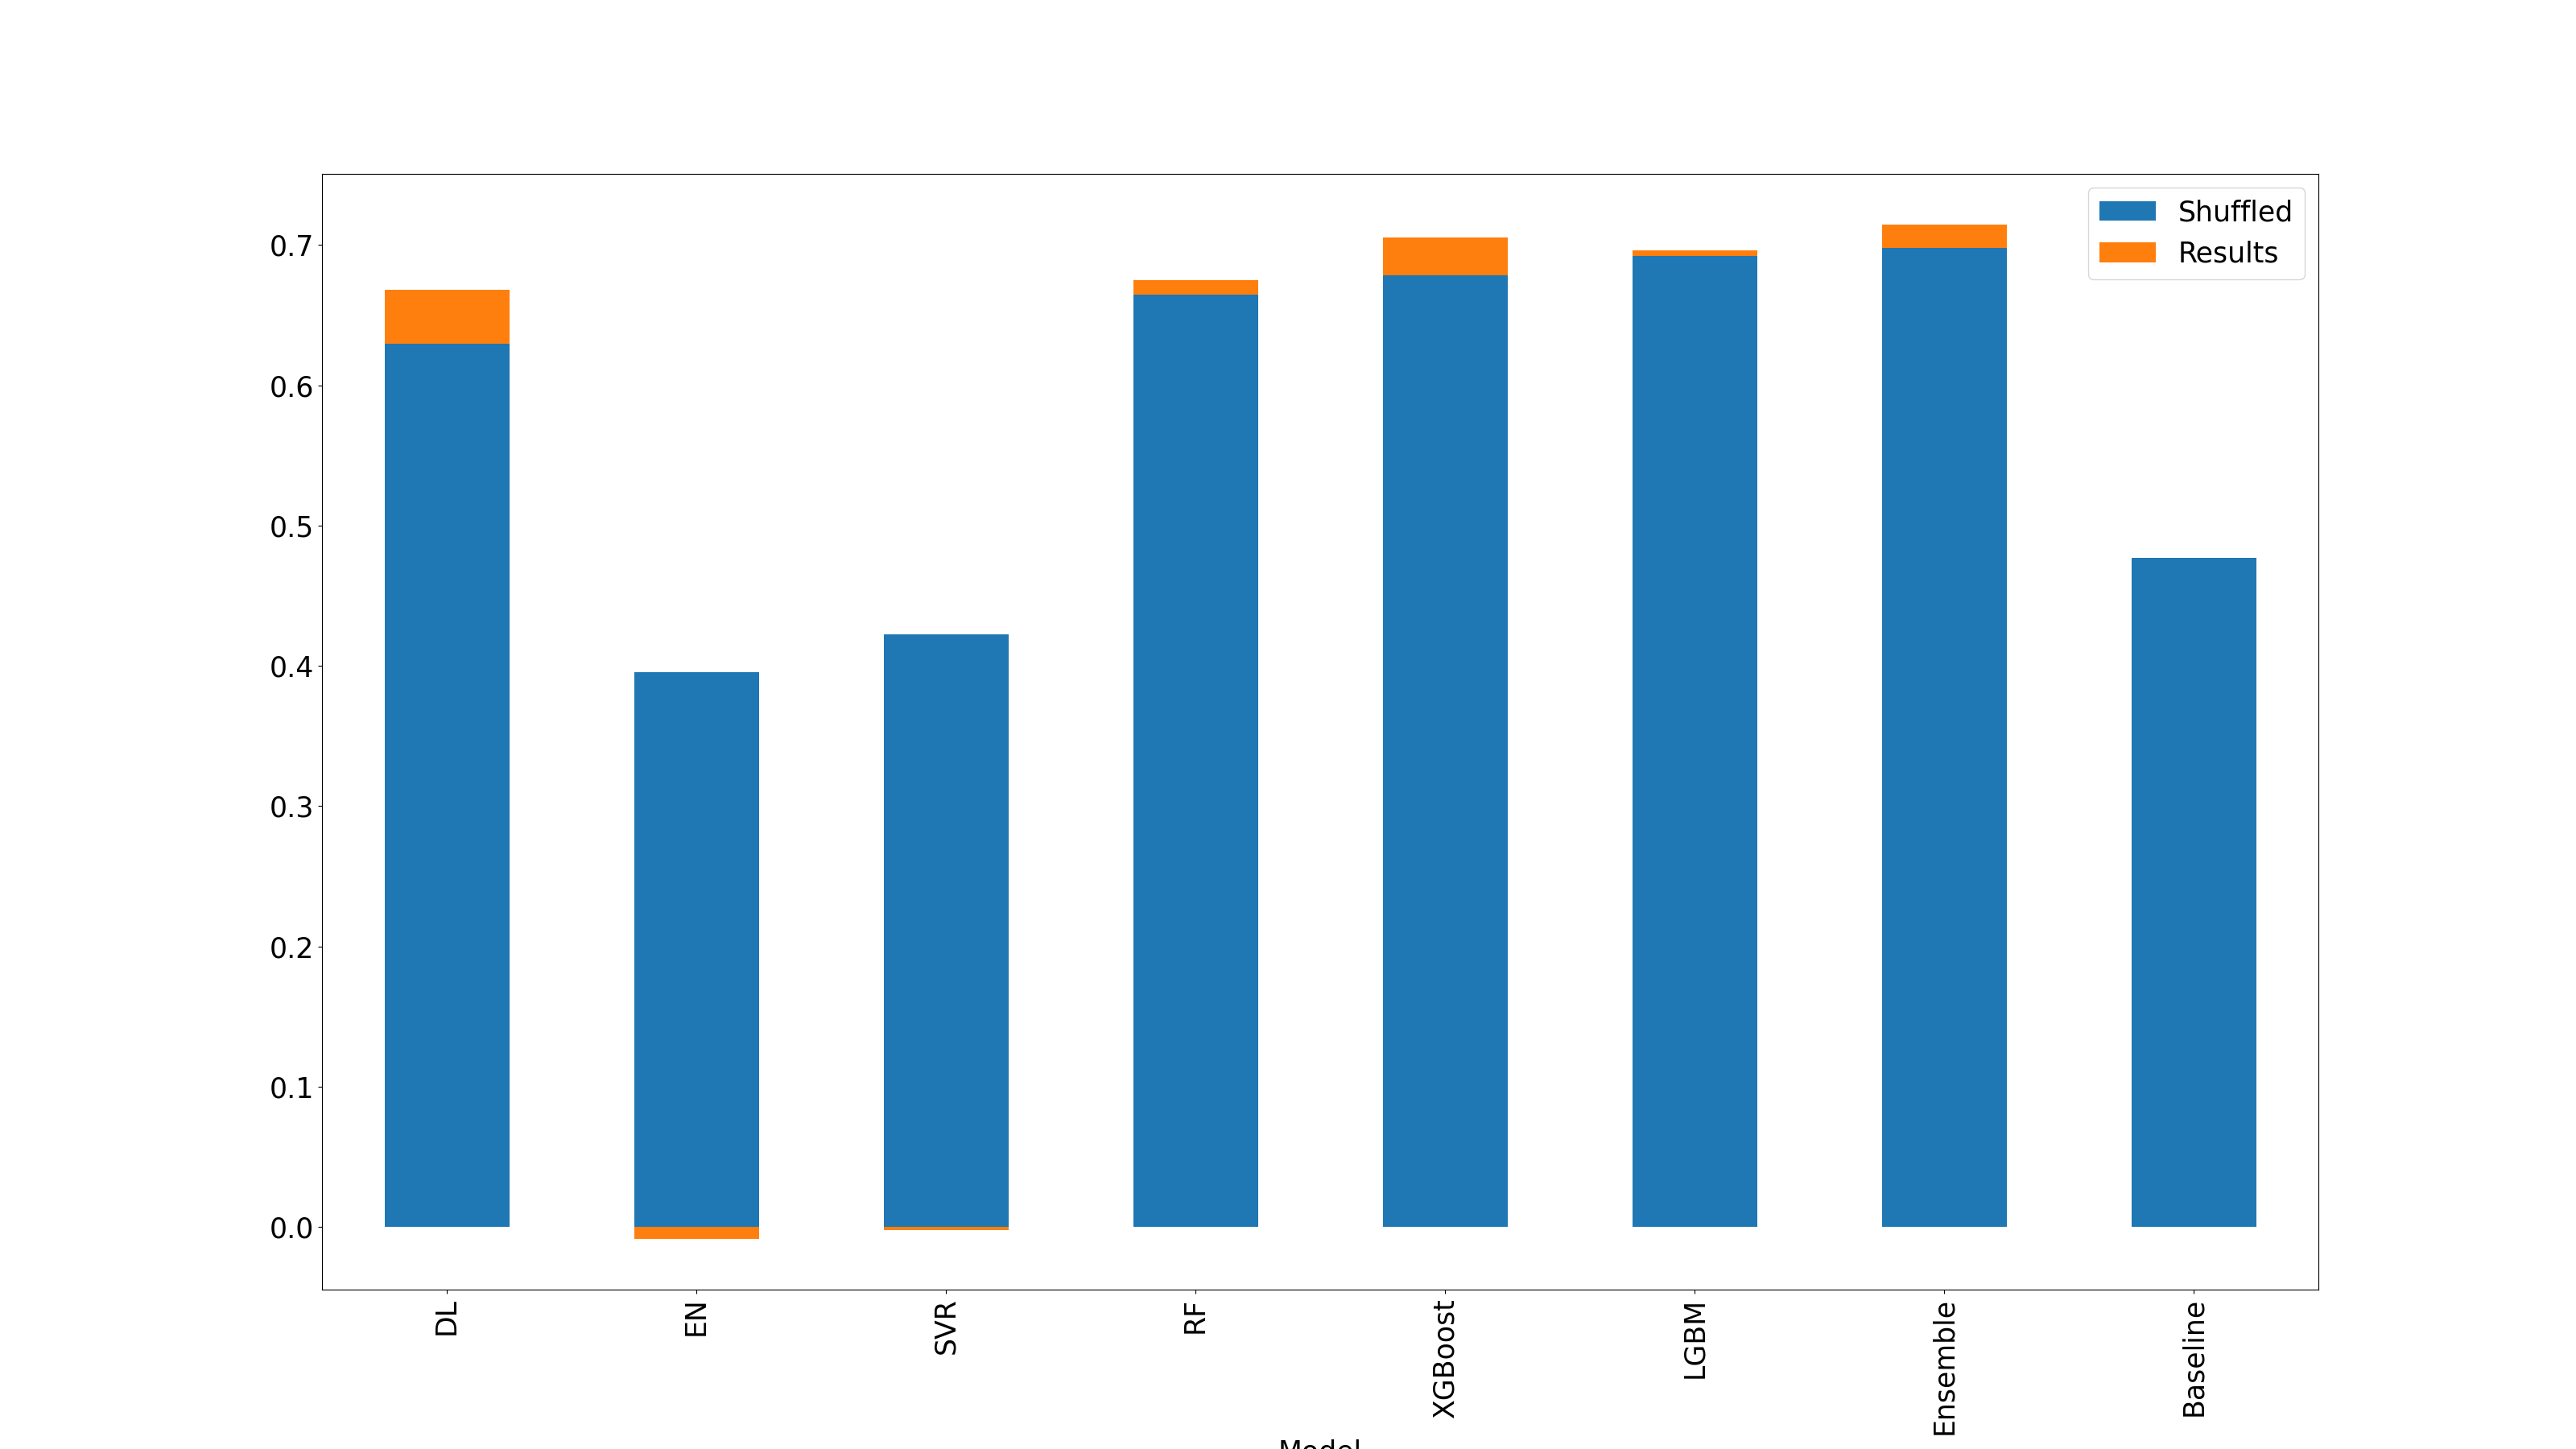 Shuffled
Results
0.7
0.6
0.5
0.4
0.3
0.2
0.1
0.0
DL
EN
SVR
RF
XGBoost
LGBM
Ensemble
Baseline
Model